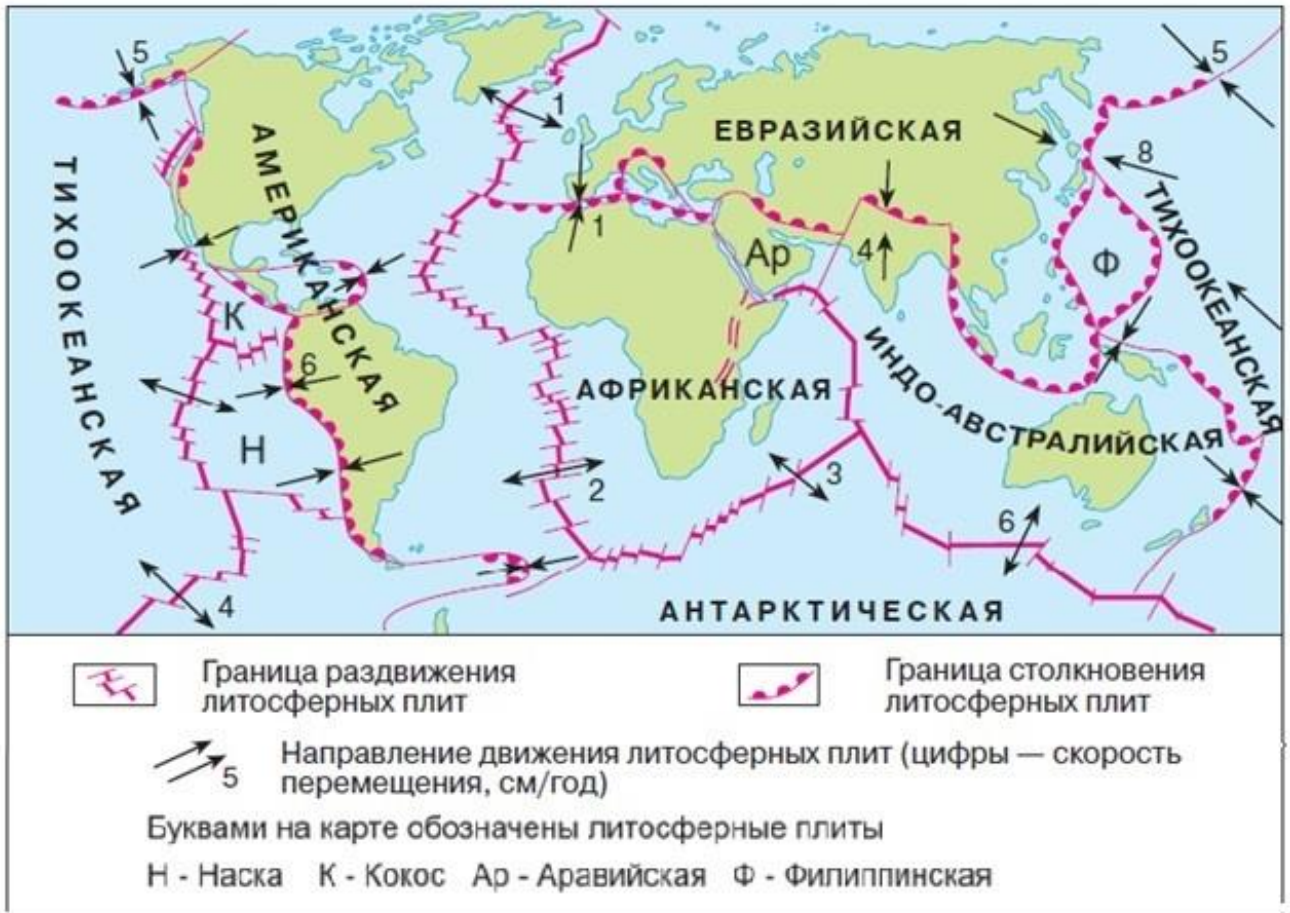 5
5
1
ЕВРАЗИЙСКАЯ
АМЕРИКАНСКАЯ
ТИХООКЕАНСКАЯ
8
ТИХООКЕАНСКАЯ
1
Ар
4
Ф
К
6
АФРИКАНСКАЯ
ИНДО-АВСТРАЛИЙСКАЯ
Н
2
3
6
4
АНТАРКТИЧЕСКАЯ
Граница раздвижения
литосферных плит
Граница столкновения
литосферных плит
5
Направление движения литосферных плит (цифры — скорость
перемещения, см/год)
Буквами на карте обозначены литосферные плиты
Н - Наска К - Кокос Ар - Аравийская Ф - Филиппинская